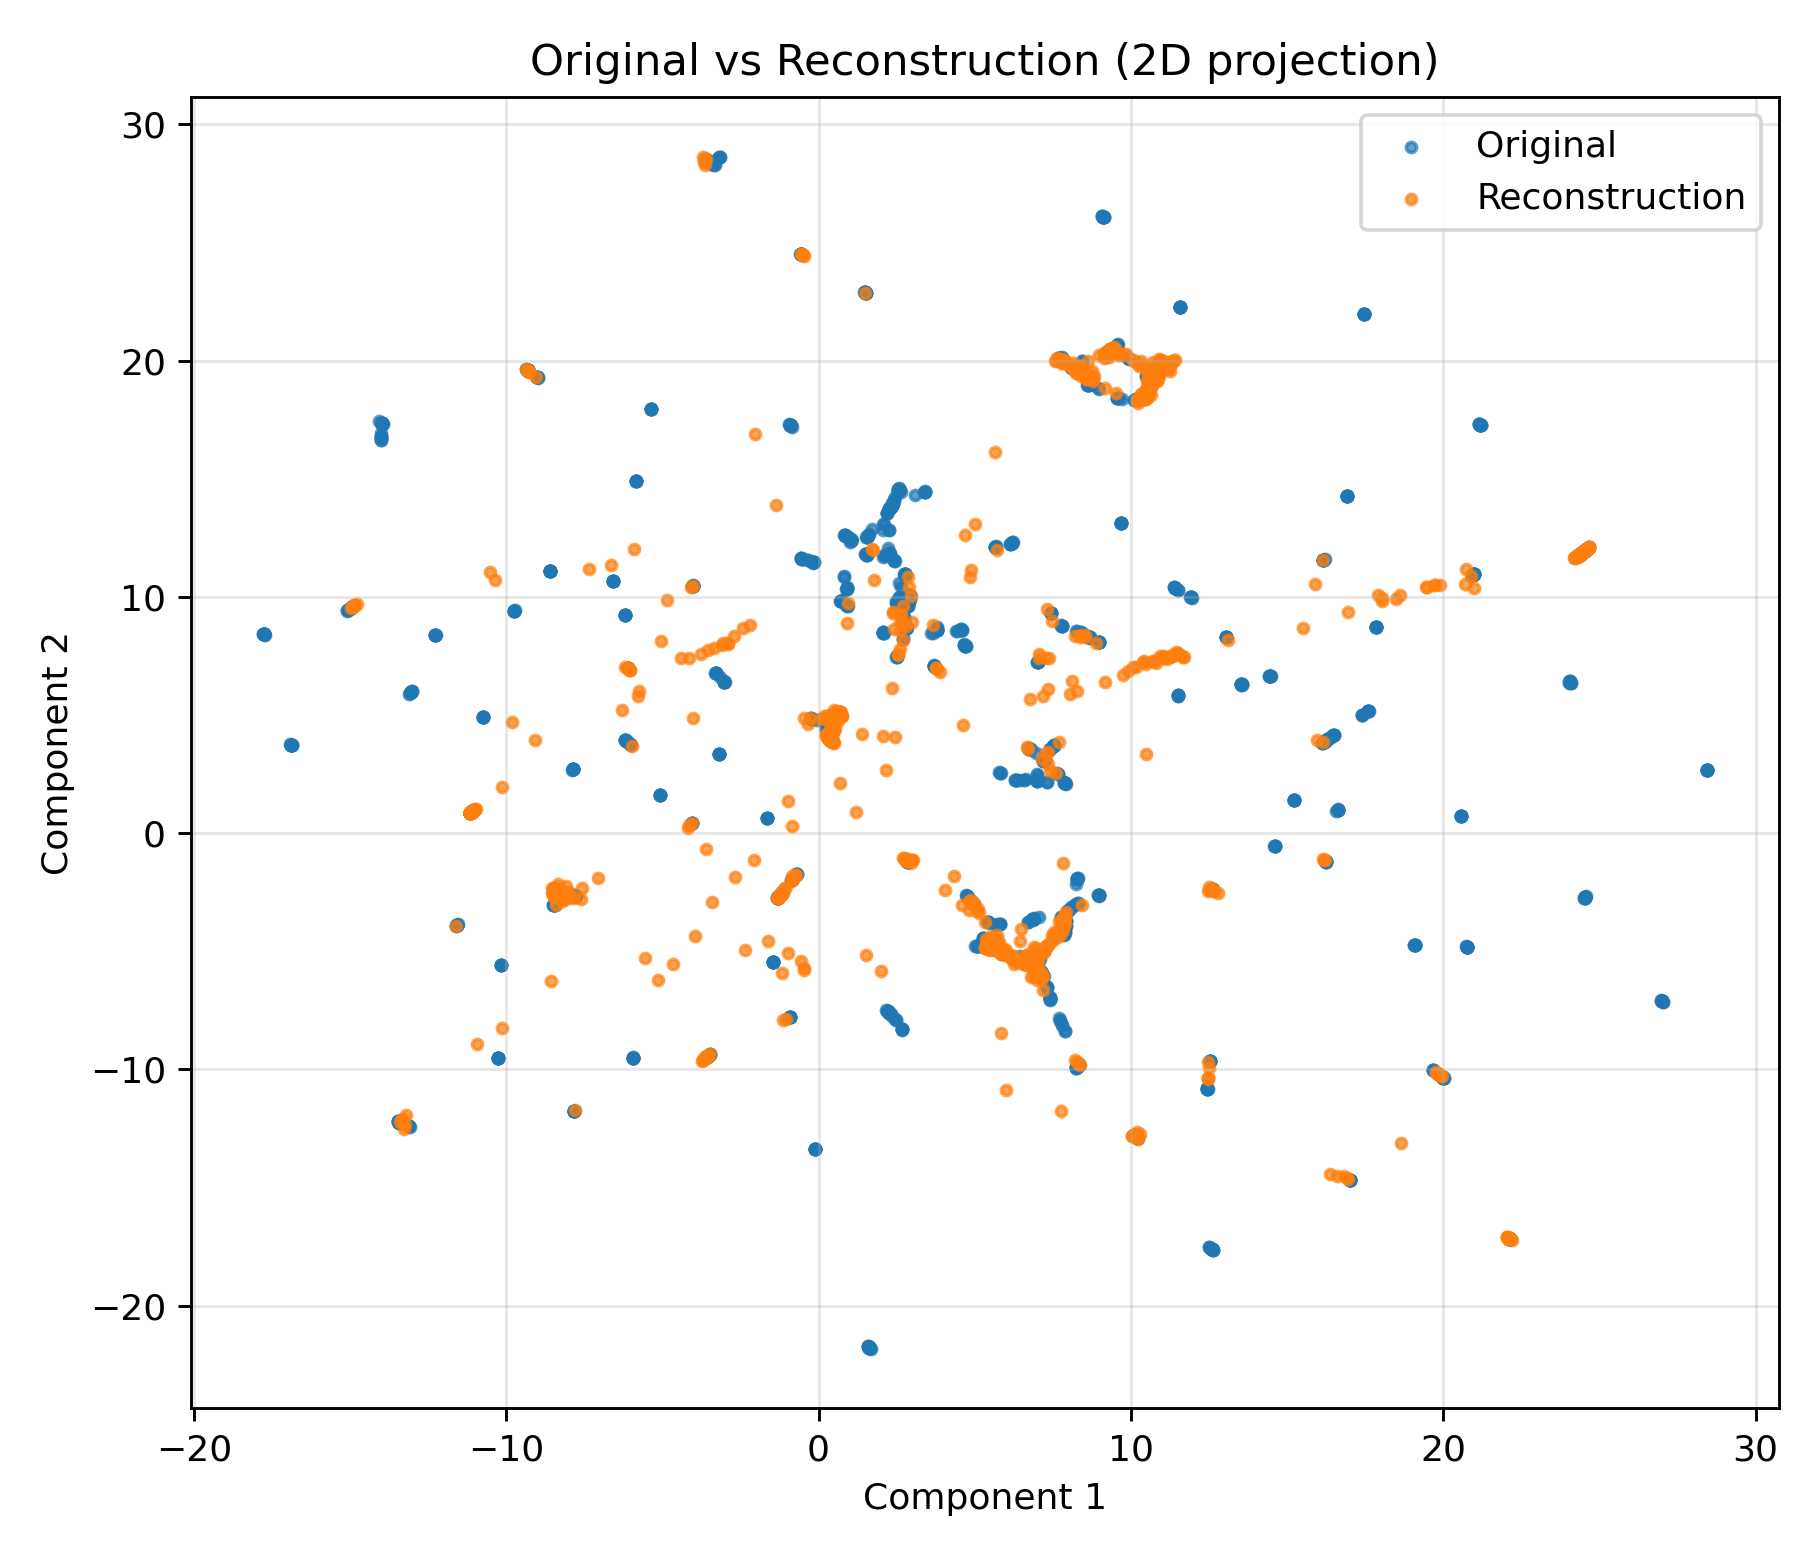 Original vs Reconstruction (2D projection)
Original
Reconstruction
30
20
10
0
−10
−20
Component 2
−20
−10
0
10
20
30
Component 1